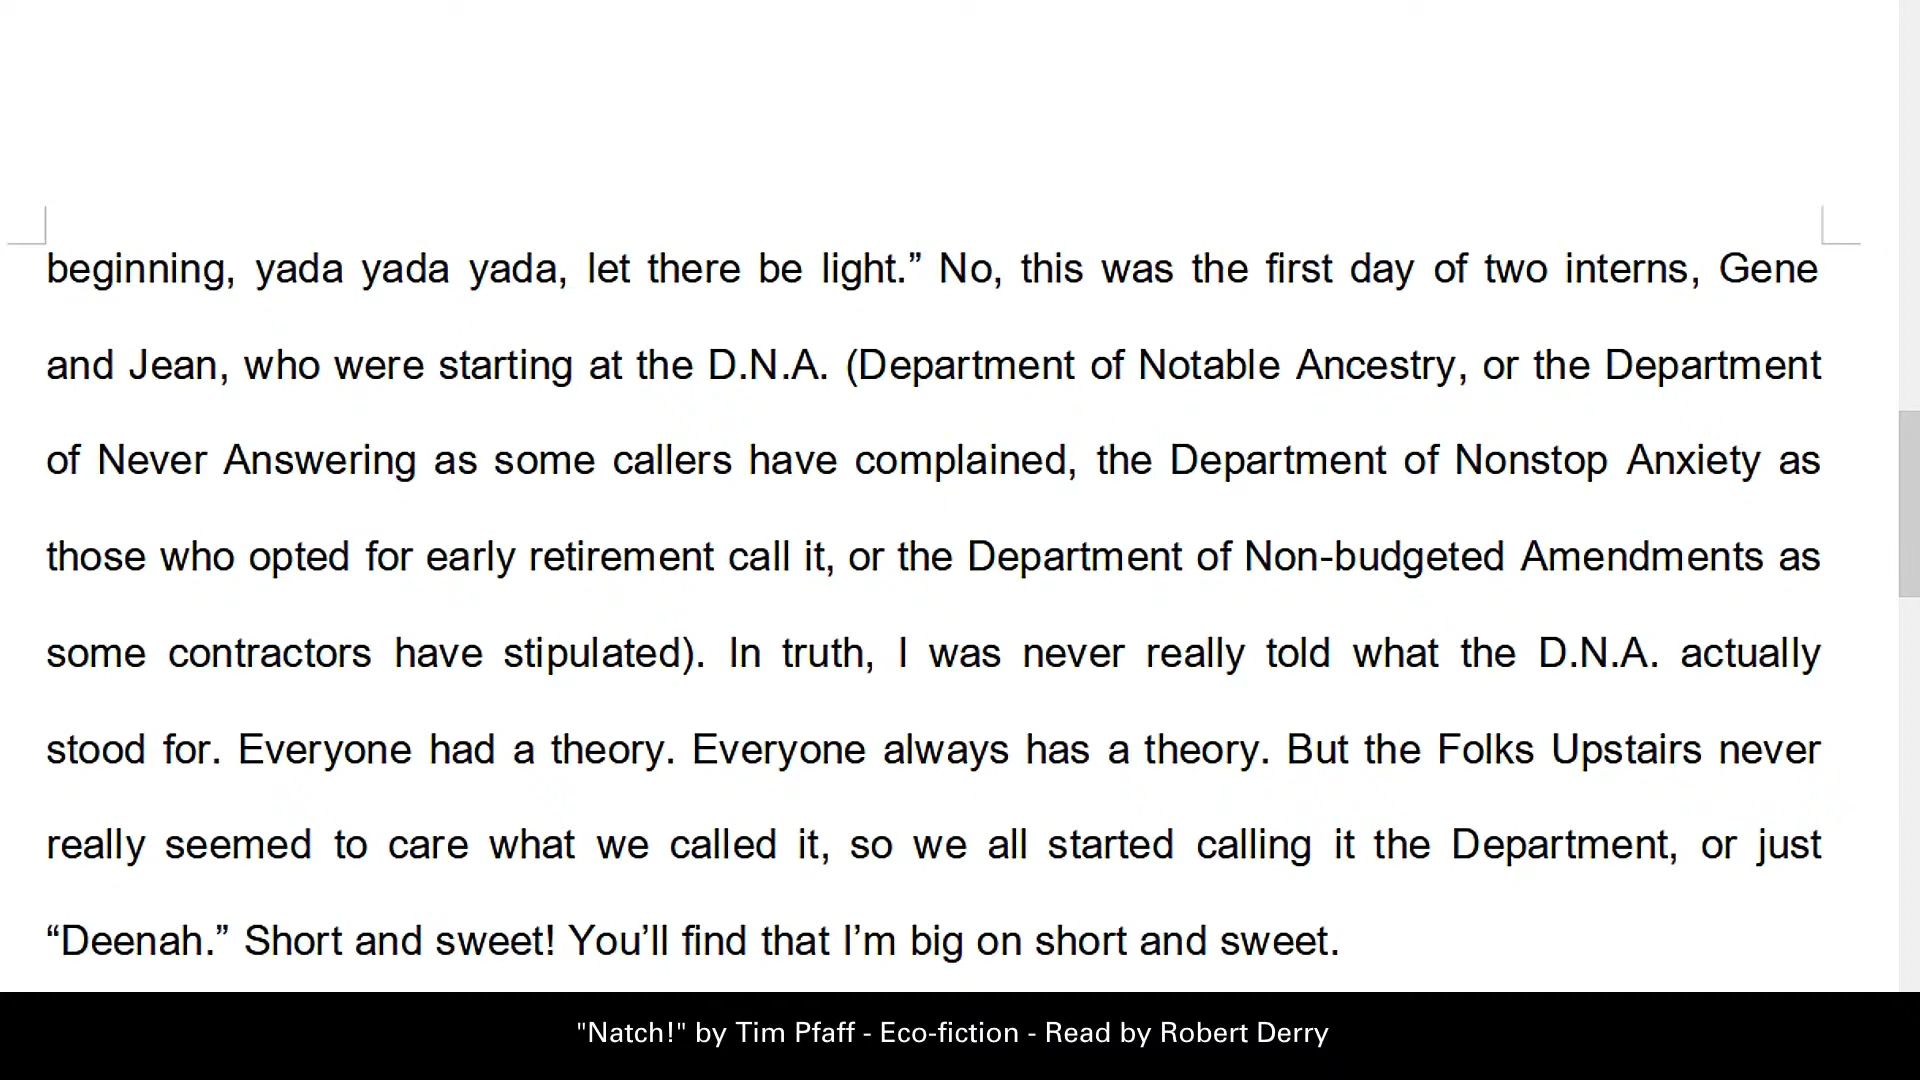 beginning, yada yada yada, let there be light.” No, this was the first day of two interns, Gene
and Jean, who were starting at the D.N.A. (Department of Notable Ancestry, or the Department
of Never Answering as some callers have complained, the Department of Nonstop Anxiety as
those who opted for early retirement call it, or the Department of Non-budgeted Amendments as
some contractors have stipulated). In truth, I was never really told what the D.N.A. actually
stood for. Everyone had a theory. Everyone always has a theory. But the Folks Upstairs never
really seemed to care what we called it, so we all started calling it the Department, or just
“Deenah.” Short and sweet! You’ll find that I’m big on short and sweet.
"Natch!" by Tim Pfaff - Eco-fiction - Read by Robert Derry